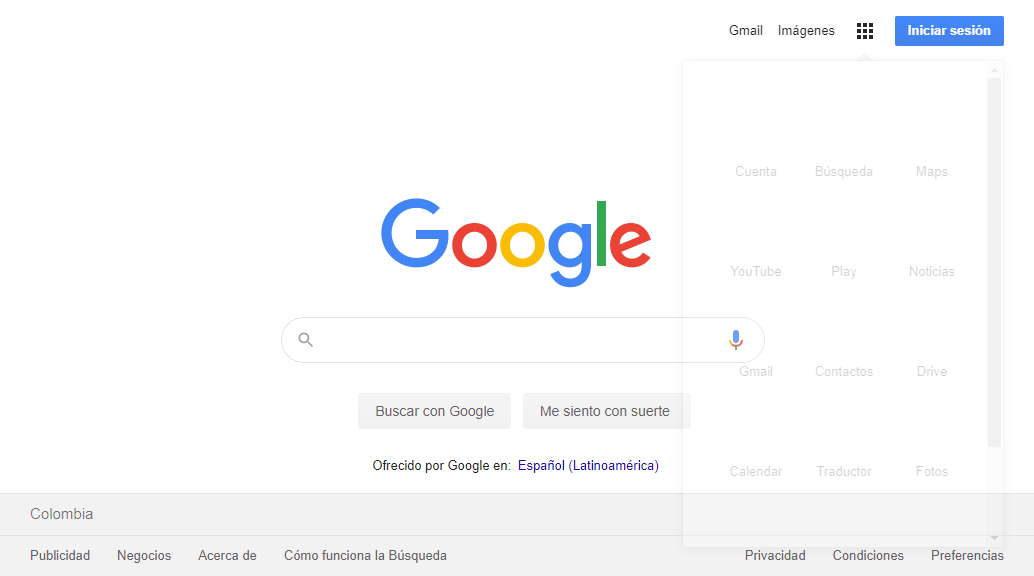 Gmail Imágenes Iniciar sesión
Cuenta Búsqueda Maps
Google
YouTube Play Noticias
Gmail Contactos Drive
Buscar con Google Me siento con suerte
Ofrecido por Google en: Español (Latinoamérica)
Calendar Traductor Fotos
Colombia
Publicidad Negocios Acerca de Cómo funciona la Búsqueda Privacidad Condiciones Preferencias